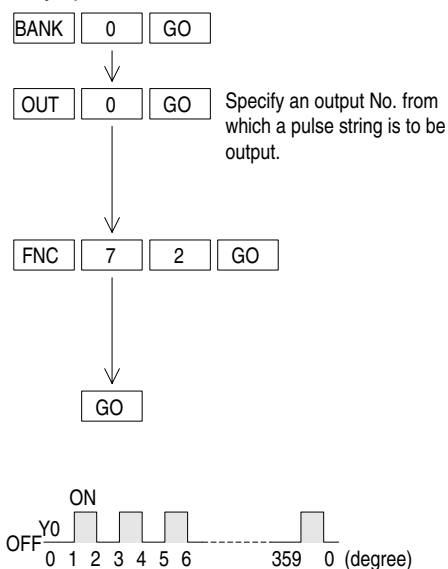 BANK 0 GO
OUT 0 GO Specify an output No. from
which a pulse string is to be
output.
FNC 7 2 GO
GO
ON
Y0
OFF
0 1 2 3 4 5 6 359 0 (degree)